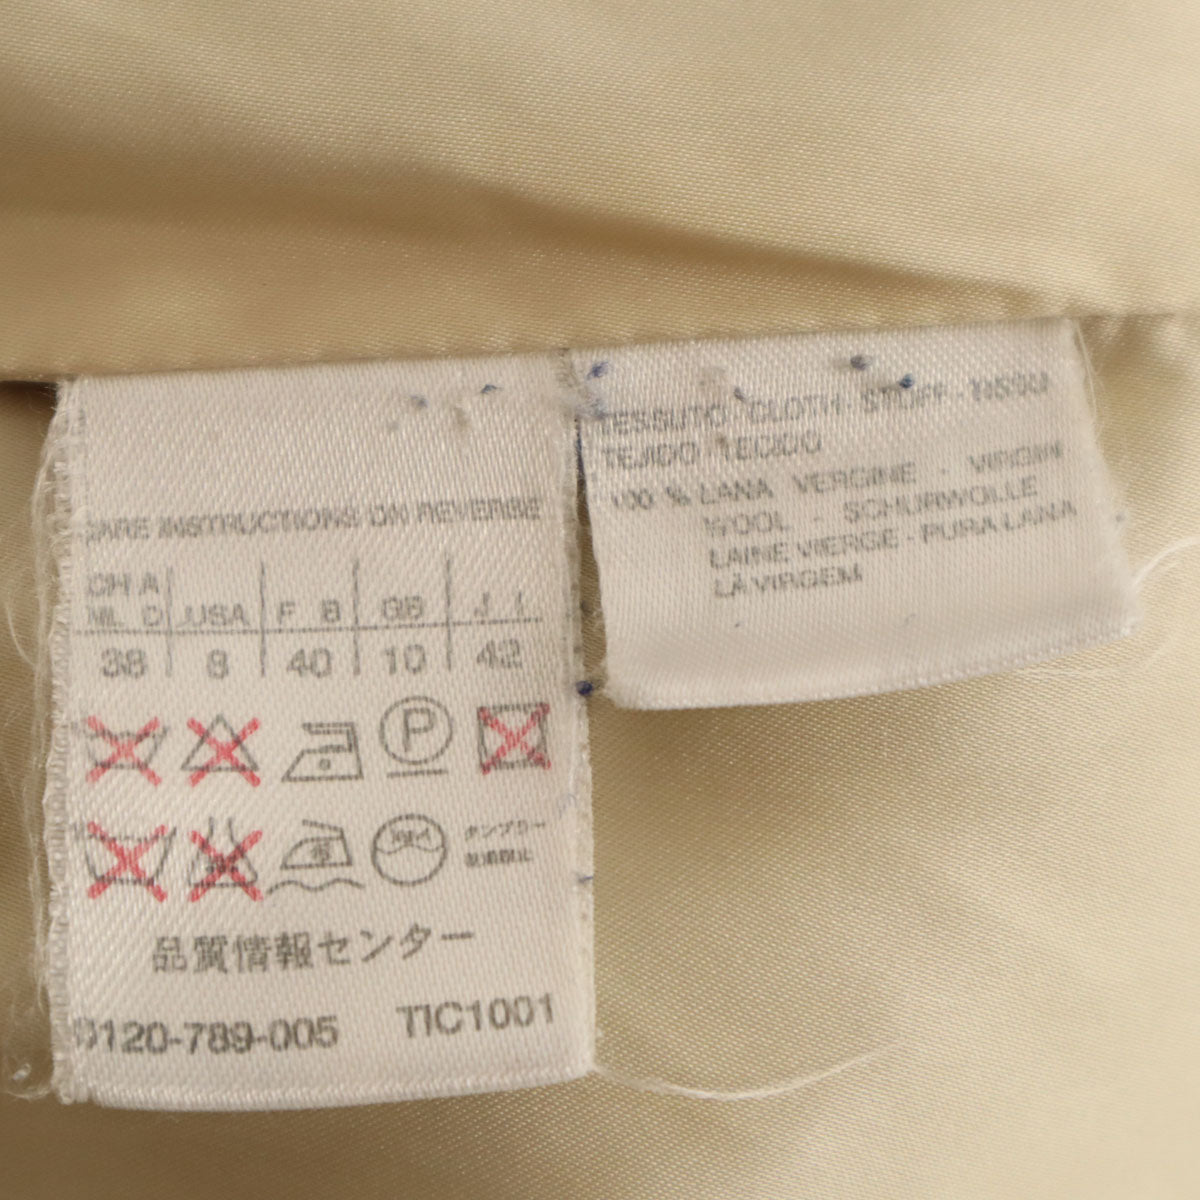 CARE INSTRUCTIONS ON REVERSE
CH A
NL D USA F B GB J I
38 8 40 10 42
P
タンブラー
乾燥禁止
品質情報センター
0120-789-005 TIC1001
TESSUTO · CLOTH · STOFF · TISSU
TEJIDO · TECIDO
100 % LANA VERGINE - VIRGIN
WOOL - SCHURWOLLE
LAINE VIERGE - PURA LANA
LÀ VIRGEM